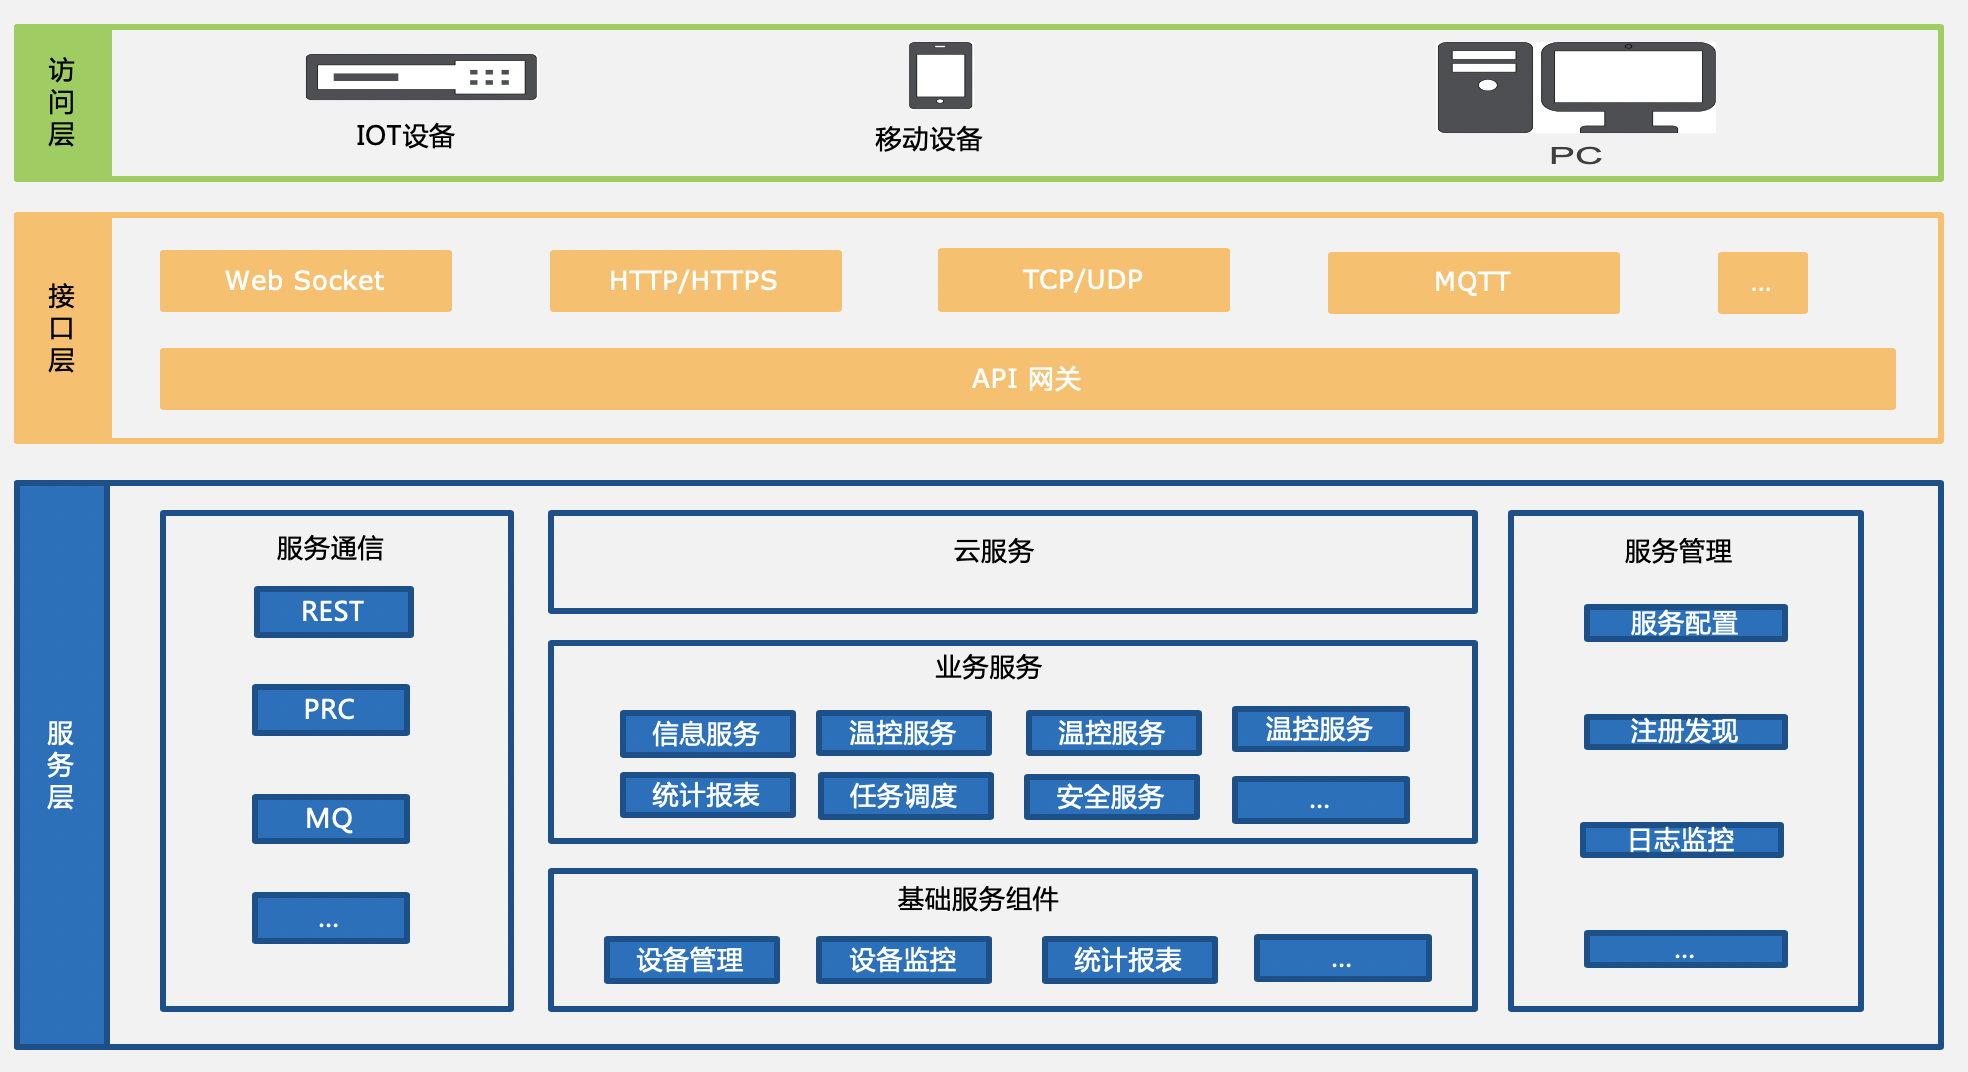 访问层
IOT设备
移动设备
PC
接口层
Web Socket
HTTP/HTTPS
TCP/UDP
MQTT
...
API 网关
服务层
服务通信
REST
PRC
MQ
...
云服务
业务服务
信息服务
温控服务
温控服务
温控服务
统计报表
任务调度
安全服务
...
基础服务组件
设备管理
设备监控
统计报表
...
服务管理
服务配置
注册发现
日志监控
...